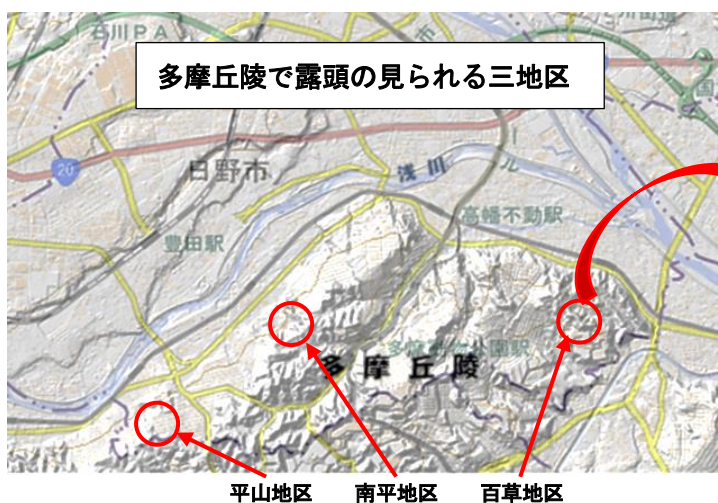 石川PA
多摩丘陵で露頭の見られる三地区
20
日野市
浅川
豊田駅
高幡不動駅
多摩丘陵
平山地区
南平地区
百草地区